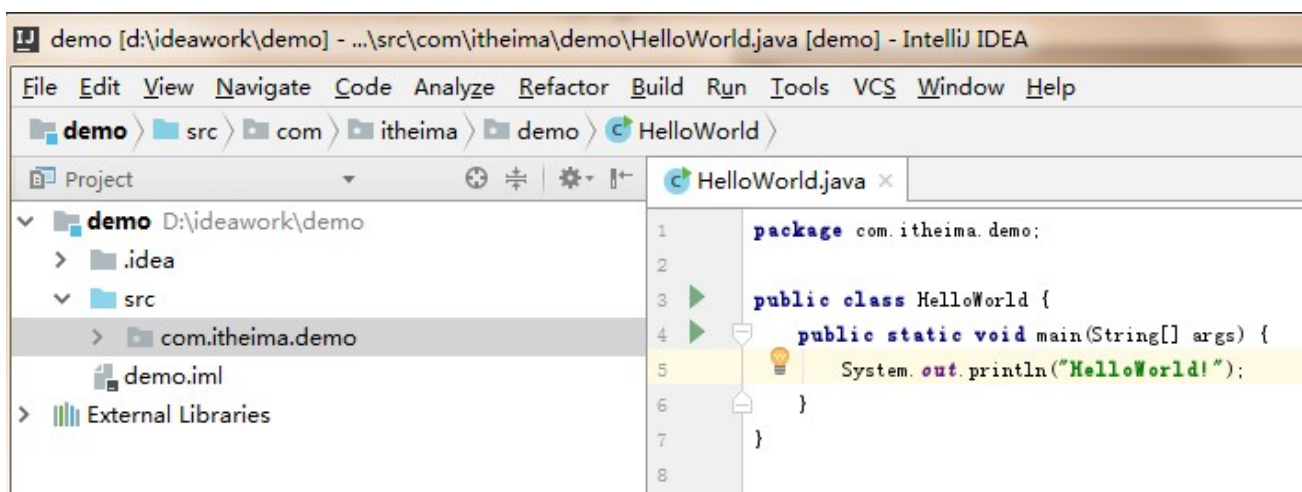 demo [d:\ideawork\demo] - ...\src\com\itheima\demo\HelloWorld.java [demo] - IntelliJ IDEA
File Edit View Navigate Code Analyze Refactor Build Run Tools VCS Window Help
demo src com itheima demo HelloWorld
Project
HelloWorld.java
demo D:\ideawork\demo
.idea
src
com.itheima.demo
demo.iml
External Libraries
1 package com.itheima.demo;
2
3 public class HelloWorld {
4 public static void main(String[] args) {
5 System.out.println("HelloWorld!");
6 }
7 }
8